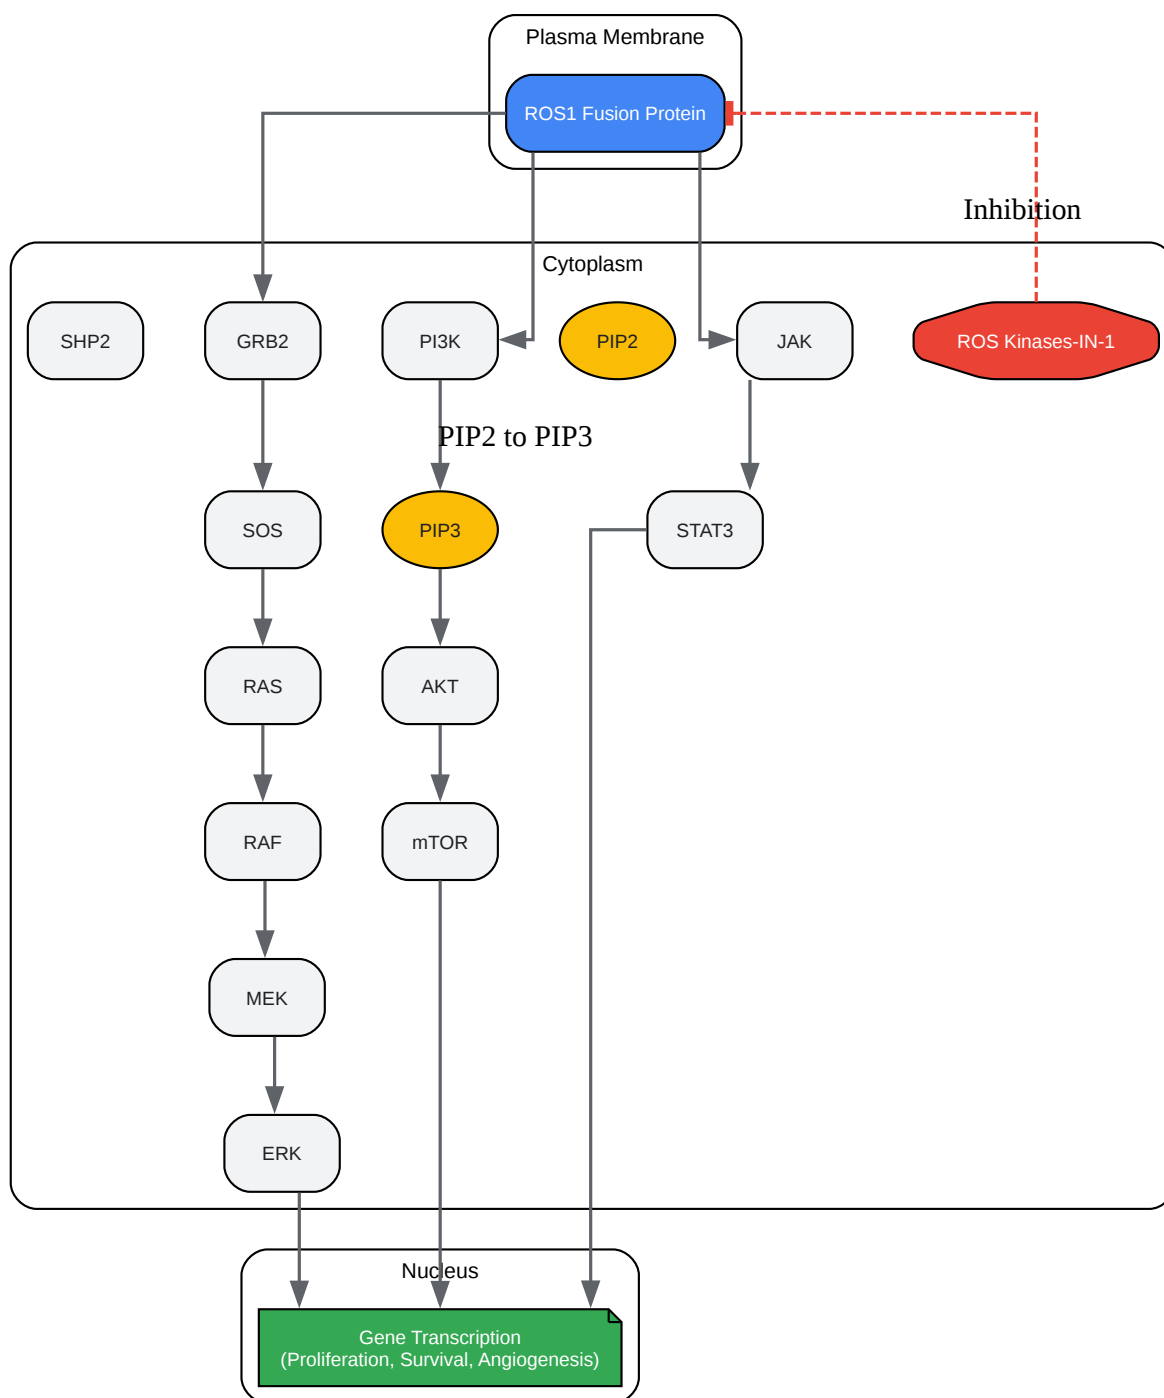 Plasma Membrane
ROS1 Fusion Protein
Inhibition
Cytoplasm
SHP2
GRB2
PI3K
PIP2
JAK
ROS Kinases-IN-1
PIP2 to PIP3
SOS
PIP3
STAT3
RAS
AKT
RAF
mTOR
MEK
ERK
Nucleus
Gene Transcription
(Proliferation, Survival, Angiogenesis)